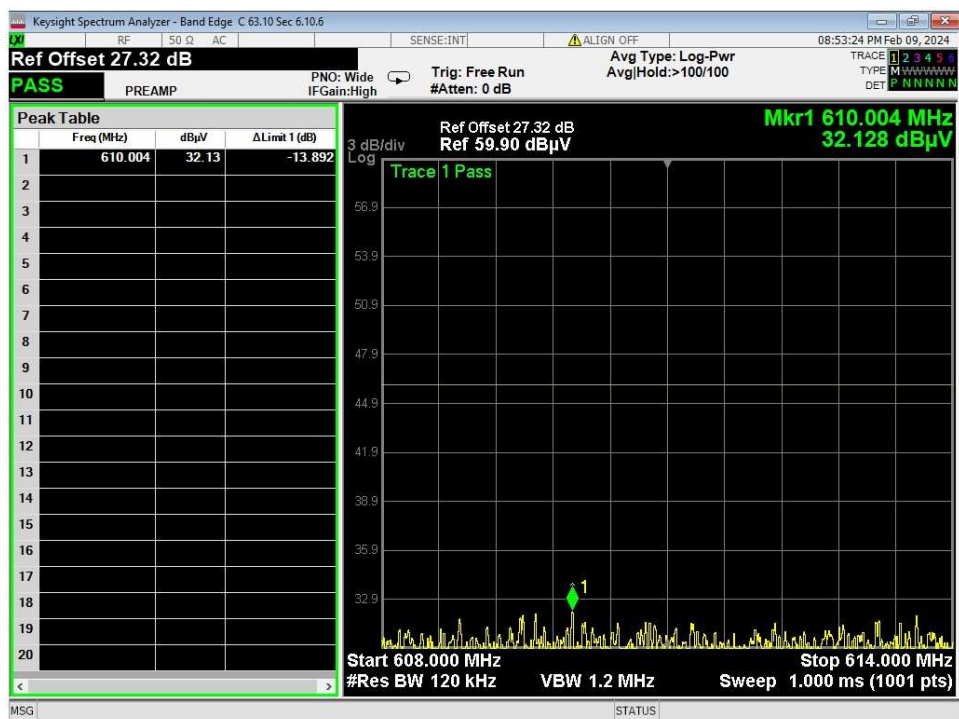 Keysight Spectrum Analyzer - Band Edge C 63.10 Sec 6.10.6
LXI RF 50 Ω AC SENSE:INT ALIGN OFF 08:53:24 PM Feb 09, 2024
Ref Offset 27.32 dB
PASS
PREAMP
PNO: Wide
IFGain:High
Trig: Free Run
#Atten: 0 dB
Avg Type: Log-Pwr
Avg|Hold:>100/100
TRACE 1 2 3 4 5 6
TYPE M W W W W W
DET P N N N N N
Peak Table
Freq (MHz) dBµV ΔLimit 1 (dB)
1 610.004 32.13 -13.892
2
3
4
5
6
7
8
9
10
11
12
13
14
15
16
17
18
19
20
Ref Offset 27.32 dB
3 dB/div Ref 59.90 dBµV
Log
Mkr1 610.004 MHz
32.128 dBµV
Trace 1 Pass
56.9
53.9
50.9
47.9
44.9
41.9
38.9
35.9
32.9
1
Start 608.000 MHz Stop 614.000 MHz
#Res BW 120 kHz VBW 1.2 MHz Sweep 1.000 ms (1001 pts)
MSG STATUS